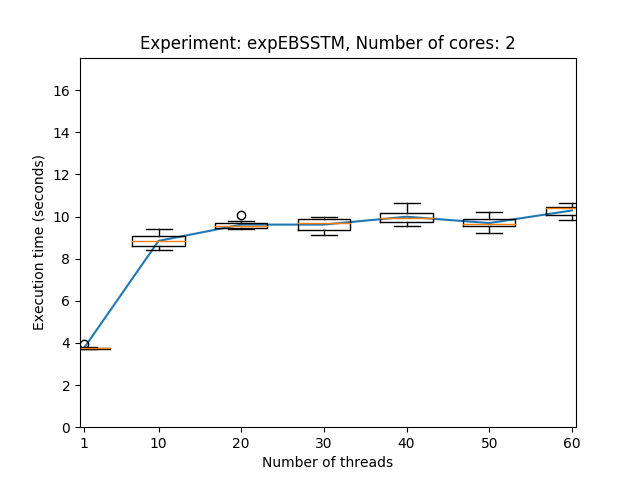 Experiment: expEBSSTM, Number of cores: 2
Execution time (seconds)
16
14
12
10
8
6
4
2
0
1 10 20 30 40 50 60
Number of threads